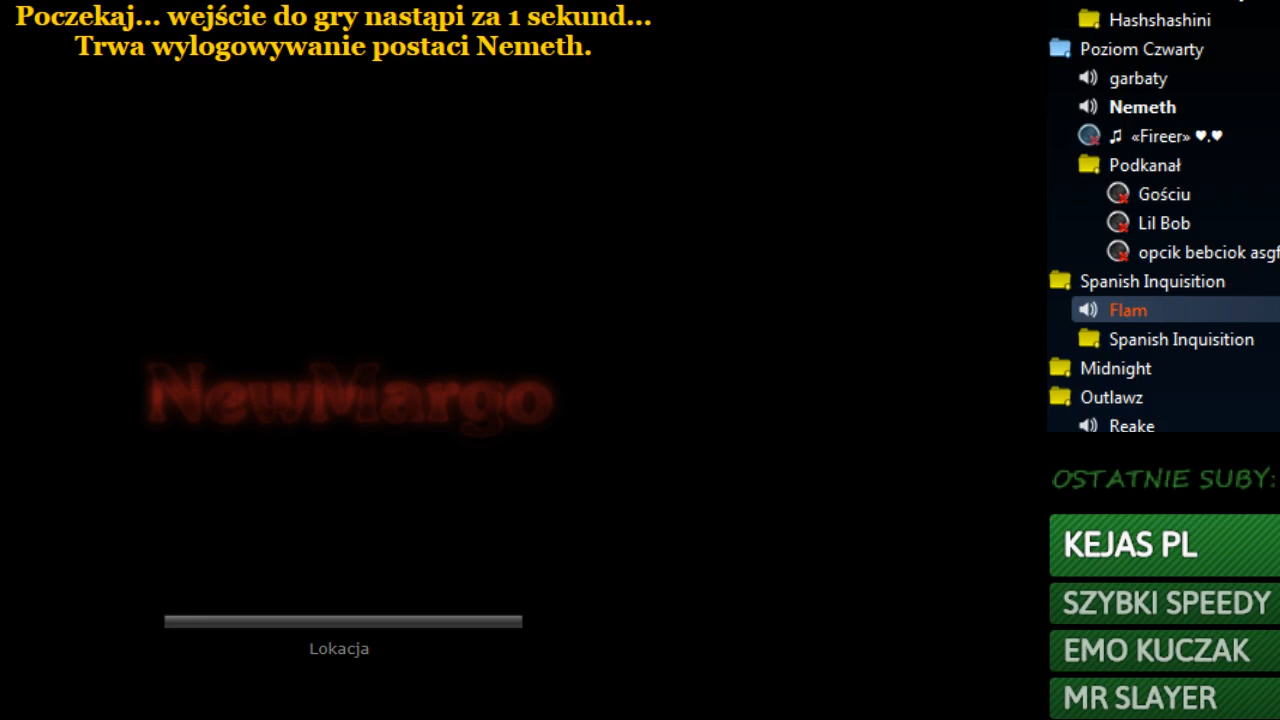 Poczekaj... wejście do gry nastąpi za 1 sekund...
Trwa wylogowywanie postaci Nemeth.
NewMargo
Lokacja
Hashshashini
Poziom Czwarty
garbaty
Nemeth
♫ «Fireer» ♥.♥
Podkanał
Gościu
Lil Bob
opcik bebciok asgf
Spanish Inquisition
Flam
Spanish Inquisition
Midnight
Outlawz
Reake
OSTATNIE SUBY:
KEJAS PL
SZYBKI SPEEDY
EMO KUCZAK
MR SLAYER